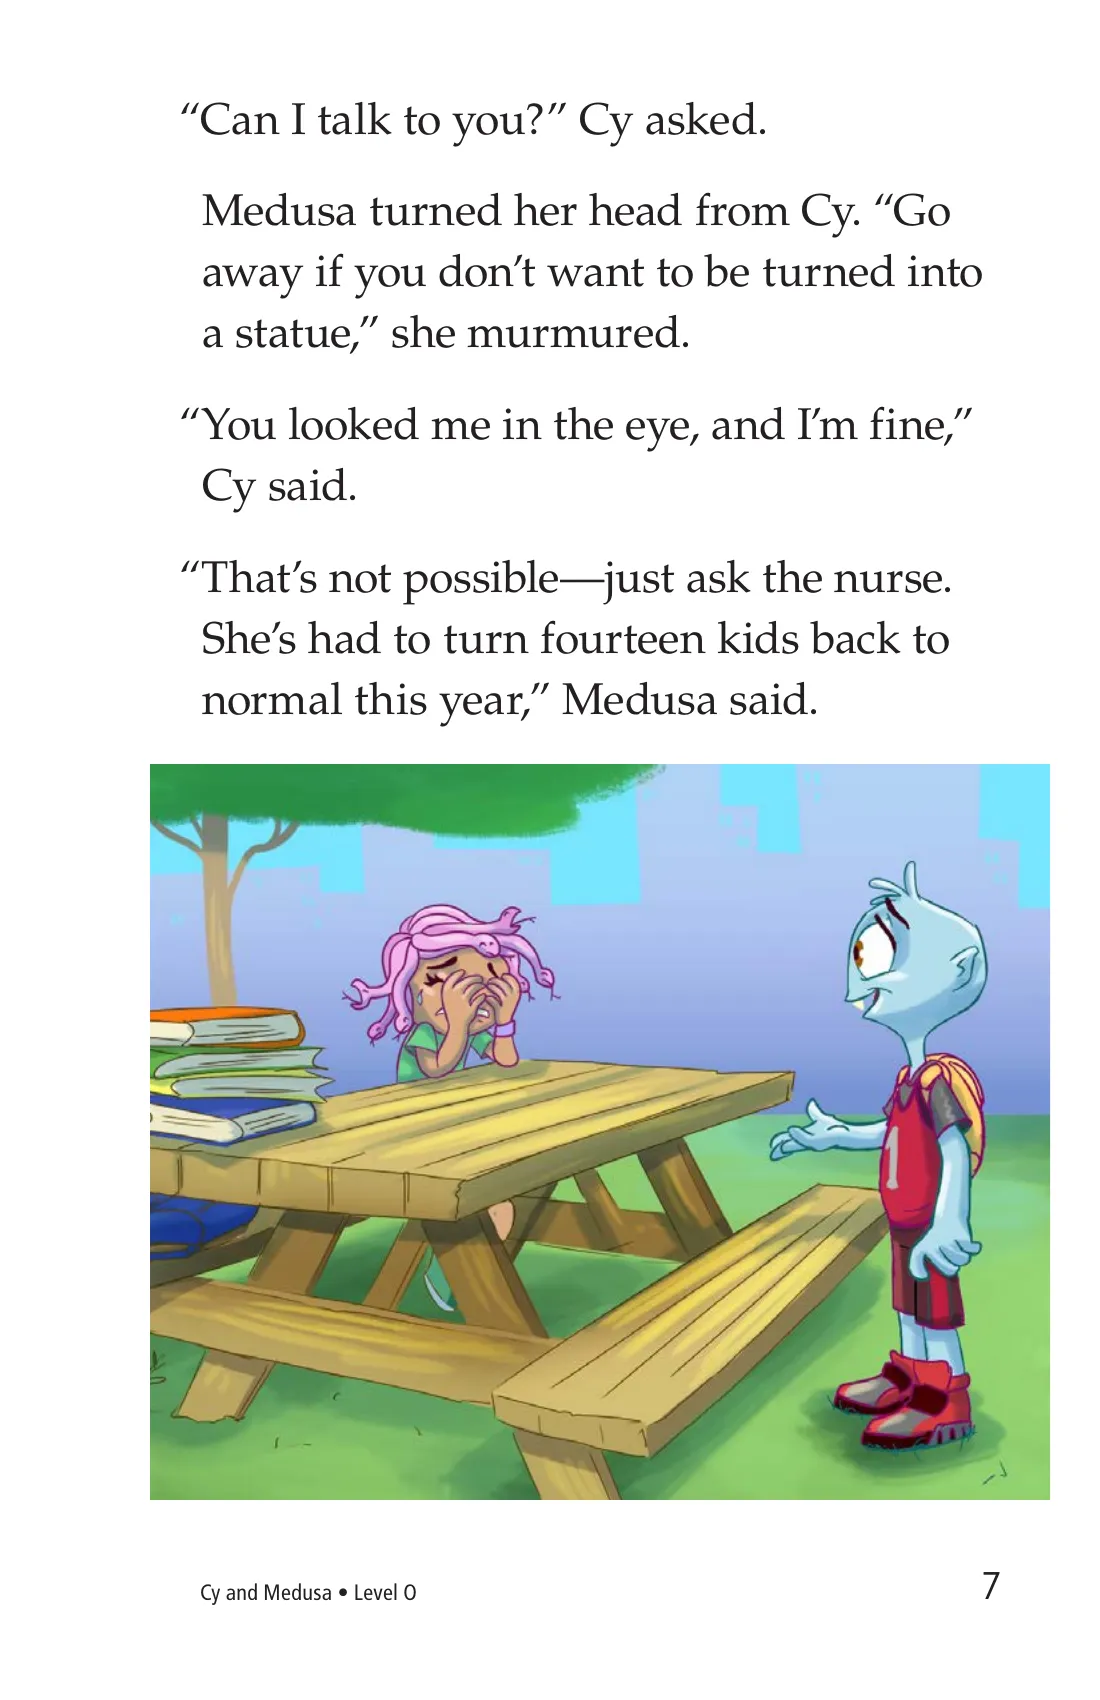 “Can I talk to you?” Cy asked.
Medusa turned her head from Cy. “Go
away if you don’t want to be turned into
a statue,” she murmured.
“You looked me in the eye, and I’m fine,”
Cy said.
“That’s not possible—just ask the nurse.
She’s had to turn fourteen kids back to
normal this year,” Medusa said.
1
Cy and Medusa • Level O
7